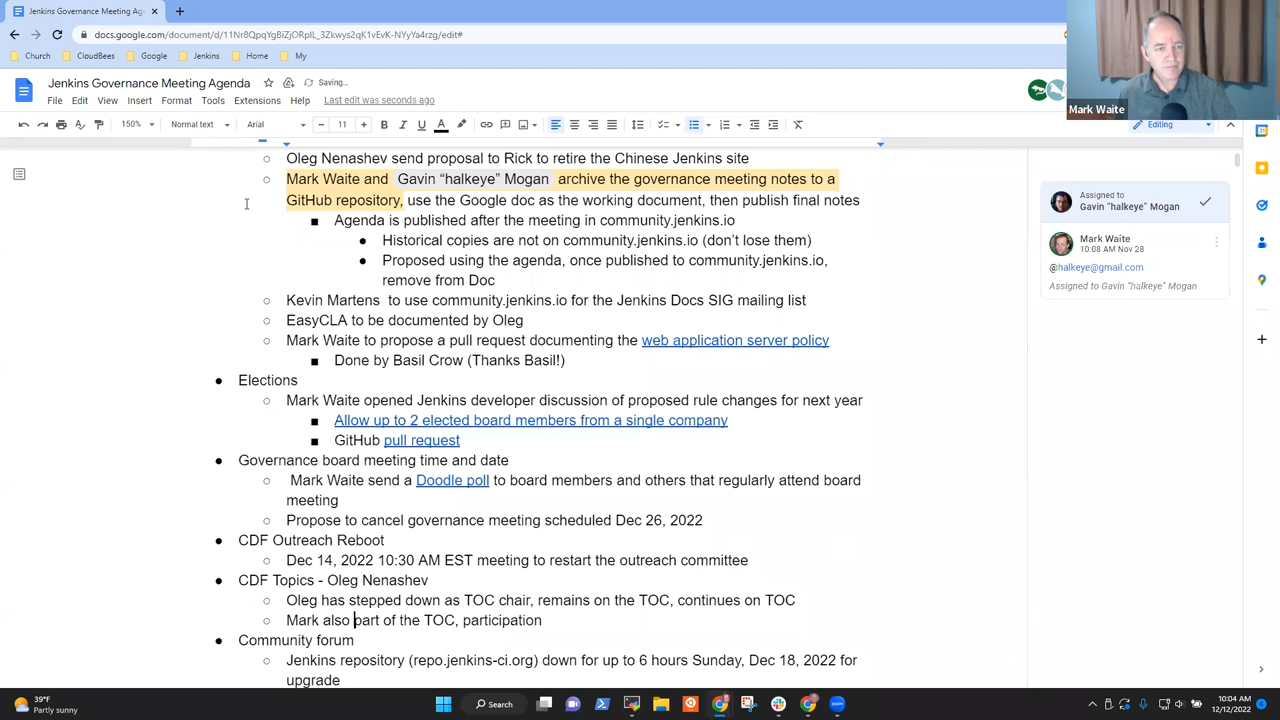 Jenkins Governance Meeting Ag
docs.google.com/document/d/11Nr8QpqYgBiZjORpIL_3Zkwys2qK1vEvK-NYyYa4rzg/edit#
Church
CloudBees
Google
Jenkins
Home
My
Mark Waite
Jenkins Governance Meeting Agenda
Saving...
File Edit View Insert Format Tools Extensions Help Last edit was seconds ago
150% Normal text Arial 11 Editing
Oleg Nenashev send proposal to Rick to retire the Chinese Jenkins site
Mark Waite and Gavin “halkeye” Mogan archive the governance meeting notes to a
GitHub repository, use the Google doc as the working document, then publish final notes
Agenda is published after the meeting in community.jenkins.io
Historical copies are not on community.jenkins.io (don’t lose them)
Proposed using the agenda, once published to community.jenkins.io,
remove from Doc
Kevin Martens to use community.jenkins.io for the Jenkins Docs SIG mailing list
EasyCLA to be documented by Oleg
Mark Waite to propose a pull request documenting the web application server policy
Done by Basil Crow (Thanks Basil!)
Elections
Mark Waite opened Jenkins developer discussion of proposed rule changes for next year
Allow up to 2 elected board members from a single company
GitHub pull request
Governance board meeting time and date
Mark Waite send a Doodle poll to board members and others that regularly attend board
meeting
Propose to cancel governance meeting scheduled Dec 26, 2022
CDF Outreach Reboot
Dec 14, 2022 10:30 AM EST meeting to restart the outreach committee
CDF Topics - Oleg Nenashev
Oleg has stepped down as TOC chair, remains on the TOC, continues on TOC
Mark also part of the TOC, participation
Community forum
Jenkins repository (repo.jenkins-ci.org) down for up to 6 hours Sunday, Dec 18, 2022 for
upgrade
Assigned to
Gavin “halkeye” Mogan
Mark Waite
10:08 AM Nov 28
@halkeye@gmail.com
Assigned to Gavin “halkeye” Mogan
39°F
Partly sunny
Search
10:04 AM
12/12/2022